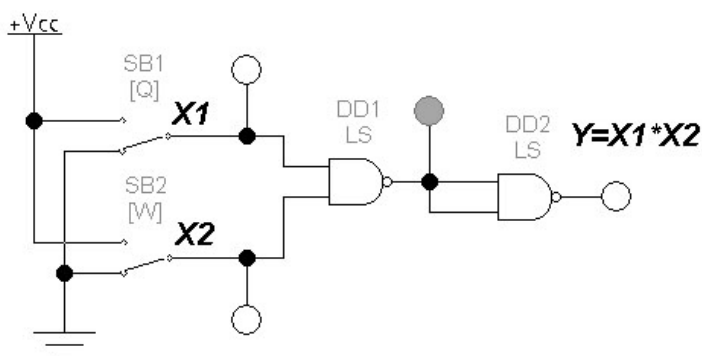 +Vcc
SB1
[Q]
X1
DD1
LS
DD2
LS
Y=X1*X2
SB2
[W]
X2